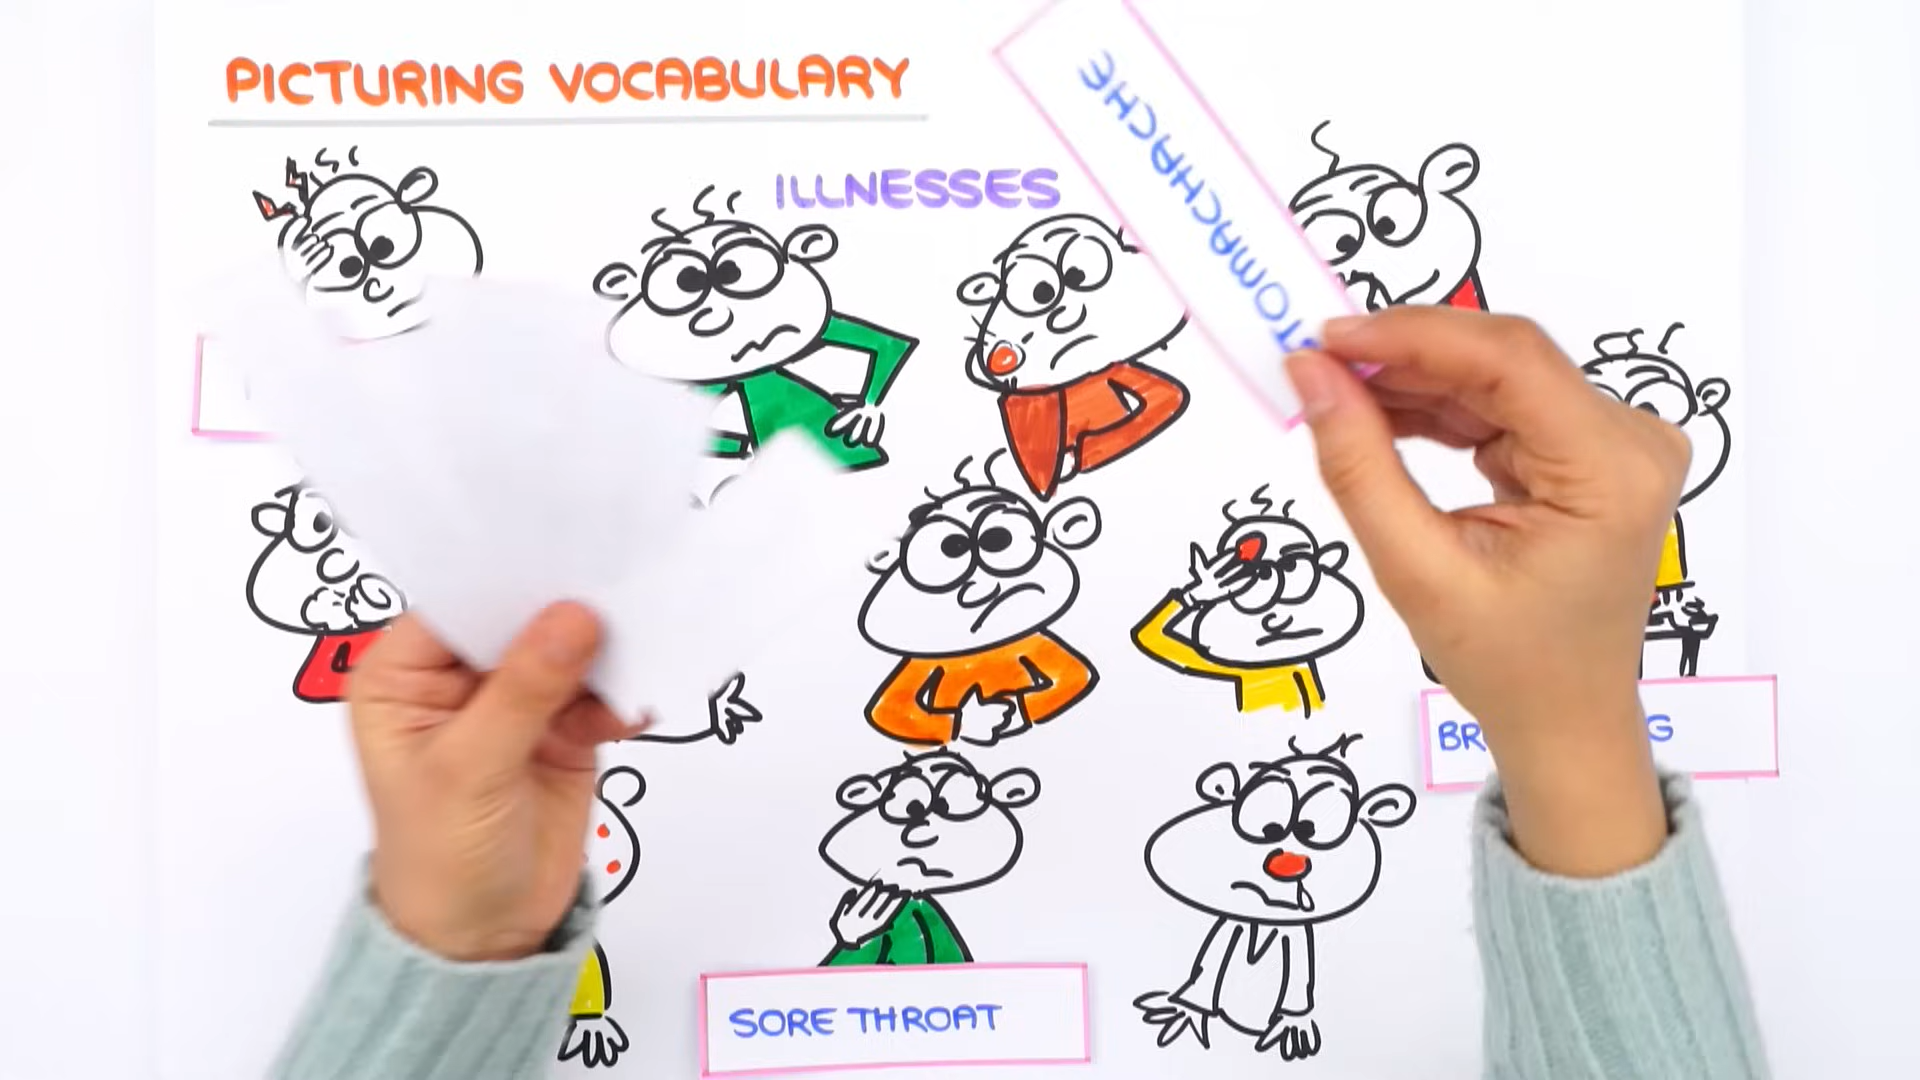 PICTURING VOCABULARY
ILLNESSES
STOMACHACHE
SORE THROAT